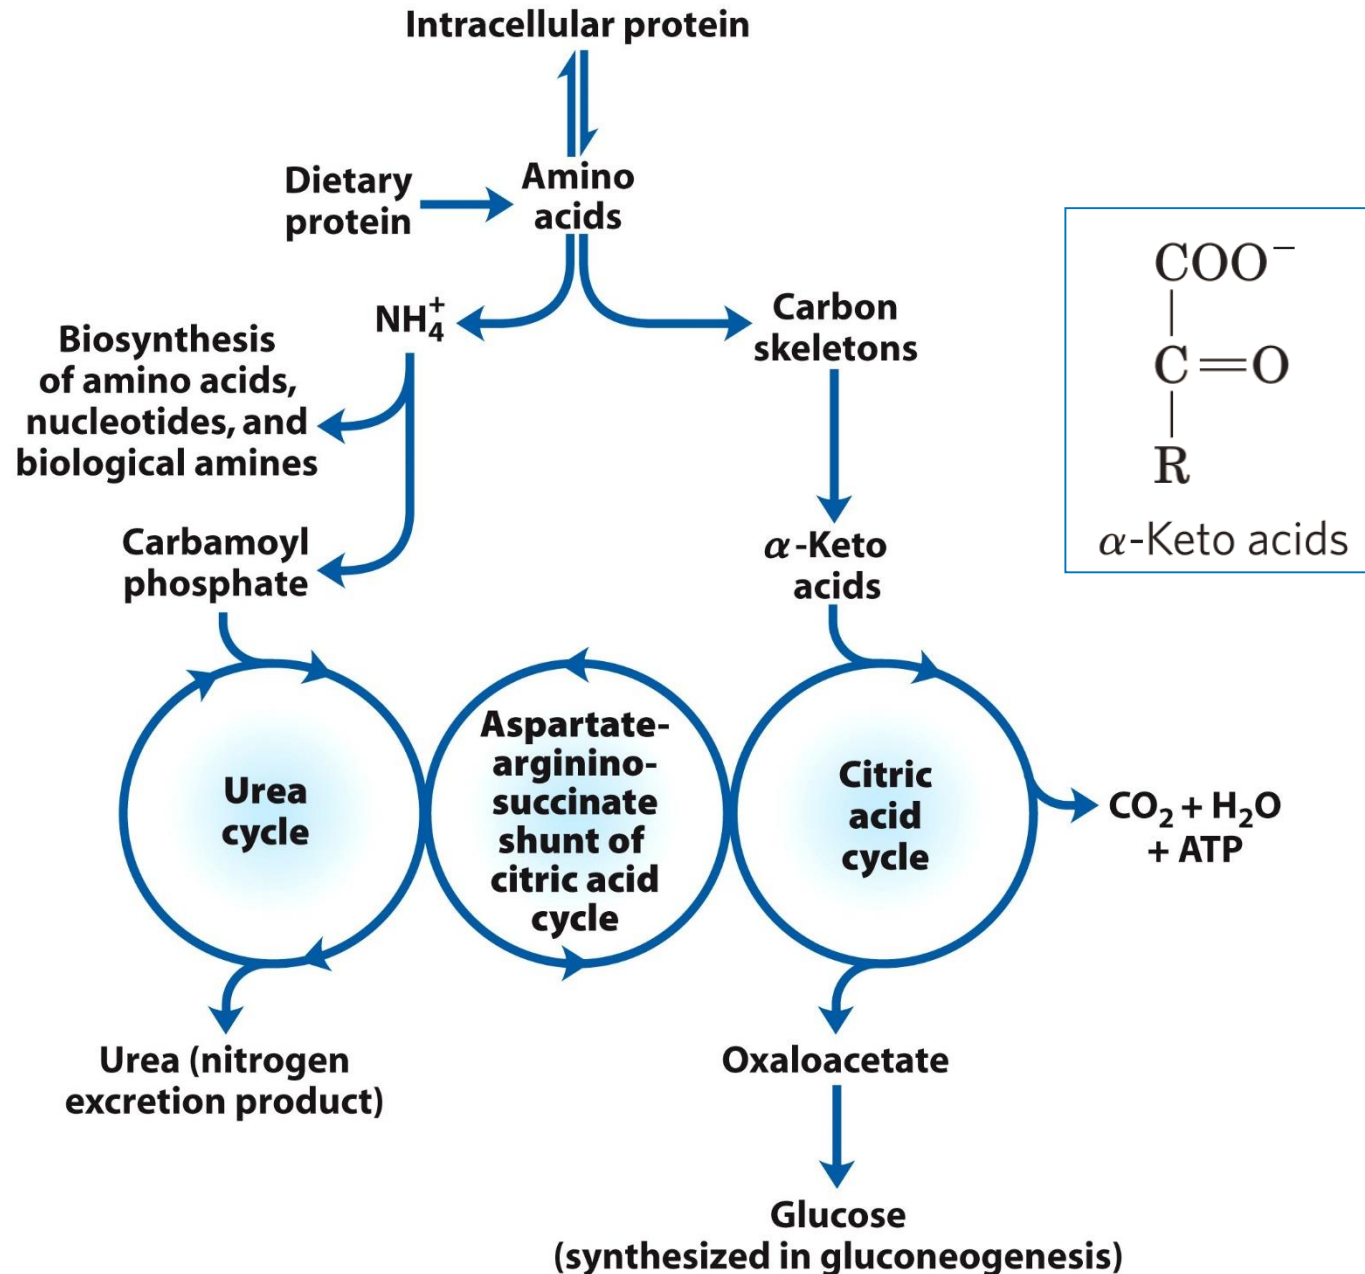 Intracellular protein
Dietary
protein
Amino
acids
NH₄⁺
Carbon
skeletons
Biosynthesis
of amino acids,
nucleotides, and
biological amines
Carbamoyl
phosphate
α-Keto
acids
COO⁻
C=O
R
α-Keto acids
Urea
cycle
Aspartate-
arginino-
succinate
shunt of
citric acid
cycle
Citric
acid
cycle
CO₂ + H₂O
+ ATP
Urea (nitrogen
excretion product)
Oxaloacetate
Glucose
(synthesized in gluconeogenesis)